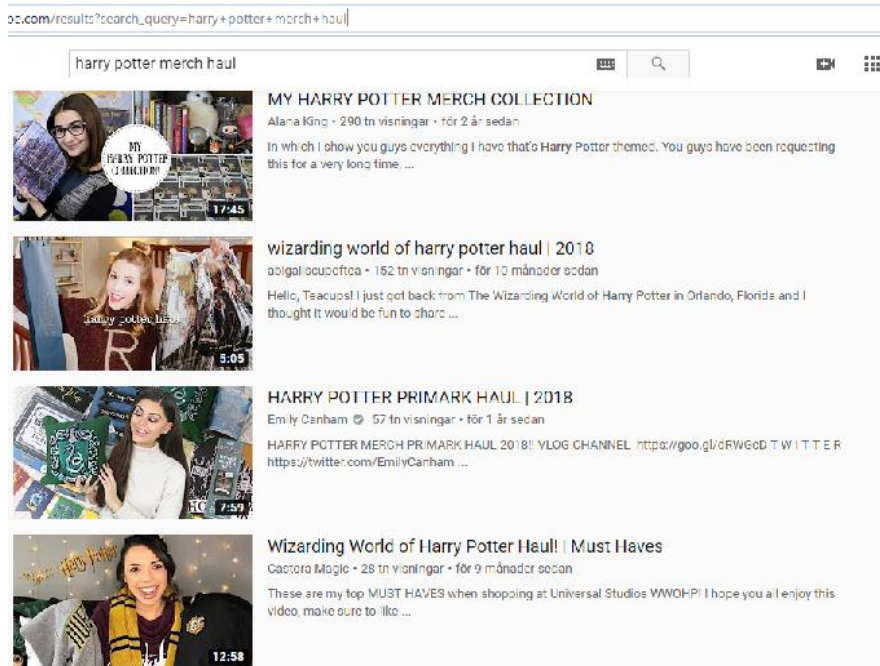 be.com/results?search_query=harry+potter+merch+haul
harry potter merch haul
MY HARRY POTTER MERCH COLLECTION
Alana King • 290 tn visningar • för 2 år sedan
In which I show you guys everything I have that's Harry Potter themed. You guys have been requesting
this for a very long time, ...
MY
HARRY POTTER
COLLECTION!
17:45
wizarding world of harry potter haul | 2018
abigailscupoftea • 152 tn visningar • för 10 månader sedan
Hello, Teacups! I just got back from The Wizarding World of Harry Potter in Orlando, Florida and I
thought it would be fun to share ...
harry potter haul
R
5:05
HARRY POTTER PRIMARK HAUL | 2018
Emily Canham 57 tn visningar • för 1 år sedan
HARRY POTTER MERCH PRIMARK HAUL 2018!! VLOG CHANNEL https://goo.gl/dRWGcD T W I T T E R
https://twitter.com/EmilyCanham ...
7:59
Wizarding World of Harry Potter Haul! | Must Haves
Castora Magic • 28 tn visningar • för 9 månader sedan
These are my top MUST HAVES when shopping at Universal Studios WWOHP! I hope you all enjoy this
video, make sure to like ...
Harry Potter
12:58